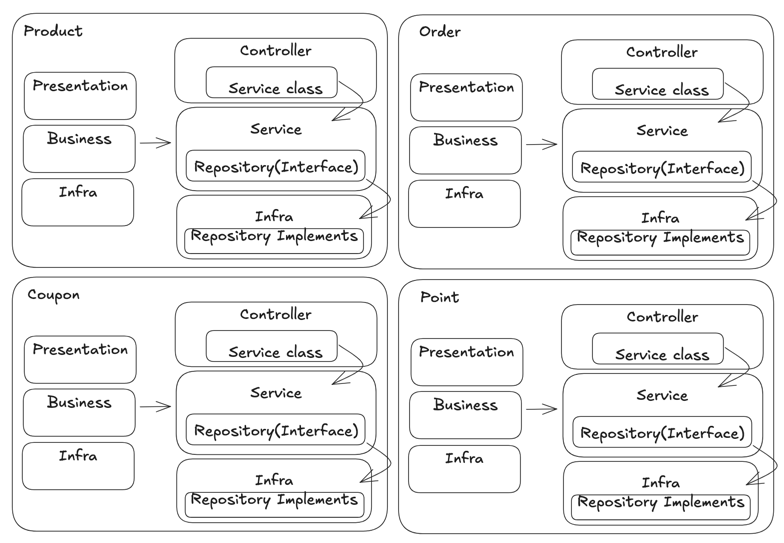 Product
Presentation
Business
Infra
Controller
Service class
Service
Repository(Interface)
Infra
Repository Implements
Order
Presentation
Business
Infra
Controller
Service class
Service
Repository(Interface)
Infra
Repository Implements
Coupon
Presentation
Business
Infra
Controller
Service class
Service
Repository(Interface)
Infra
Repository Implements
Point
Presentation
Business
Infra
Controller
Service class
Service
Repository(Interface)
Infra
Repository Implements